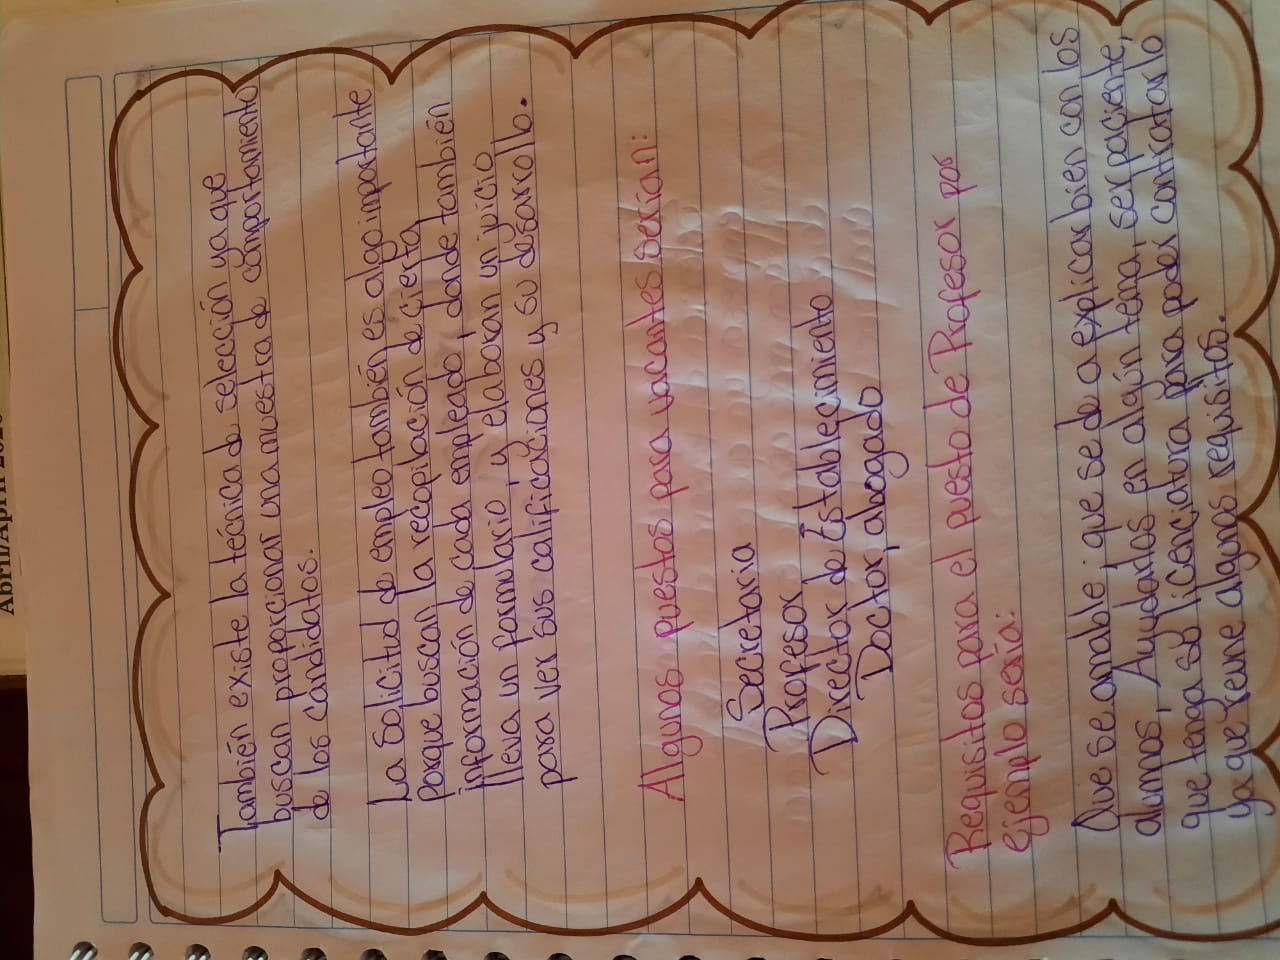 También existe la técnica de selección ya que
buscan proporcionar una muestra de comportamiento
de los candidatos.
La solicitud de empleo también es algo importante
porque buscan la recopilación de cierta
información de cada empleado, donde también
lleva un formulario, y elaboran un juicio
para ver sus calificaciones y su desarrollo.
Algunos puestos para vacantes serían:
Secretaria
Profesor
Director de Establecimiento
Doctor, abogado
Requisitos para el puesto de Profesor por
ejemplo sería:
Que se amable, que se de a explicar bien con los
alumos, Ayudarlos en algún tema, ser paciente,
que tenga su licenciatura para poder contratarlo
ya que reune algunos requisitos.
Abril/April